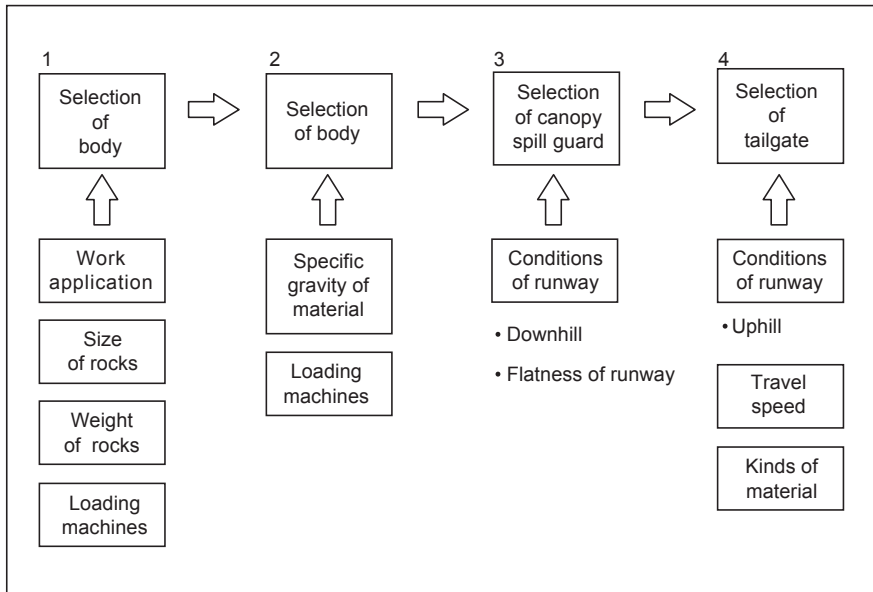 1
Selection
of
body
2
Selection
of body
3
Selection
of canopy
spill guard
4
Selection
of
tailgate
Work
application
Size
of rocks
Weight
of rocks
Loading
machines
Specific
gravity of
material
Loading
machines
Conditions
of runway
• Downhill
• Flatness of runway
Conditions
of runway
• Uphill
Travel
speed
Kinds of
material